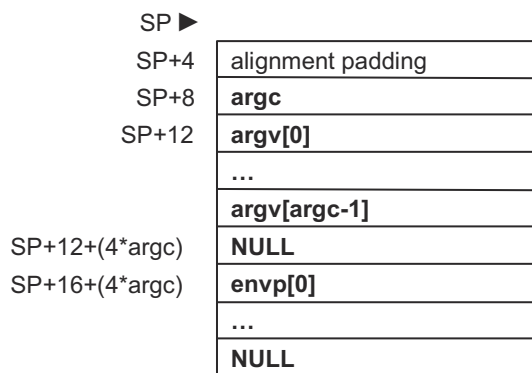 SP ►
SP+4 alignment padding
SP+8 argc
SP+12 argv[0]
…
argv[argc-1]
SP+12+(4*argc) NULL
SP+16+(4*argc) envp[0]
…
NULL